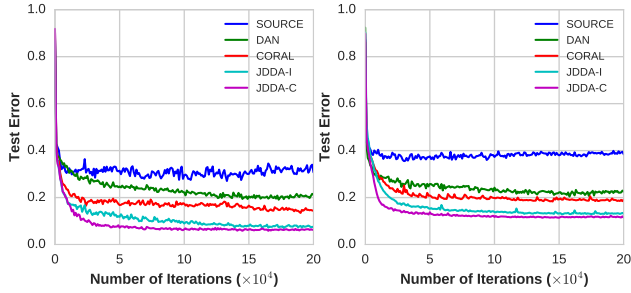 1.0
0.8
0.6
0.4
0.2
0.0
Test Error
0 5 10 15 20
Number of Iterations (×10⁴)
SOURCE
DAN
CORAL
JDDA-I
JDDA-C
1.0
0.8
0.6
0.4
0.2
0.0
Test Error
0 5 10 15 20
Number of Iterations (×10⁴)
SOURCE
DAN
CORAL
JDDA-I
JDDA-C